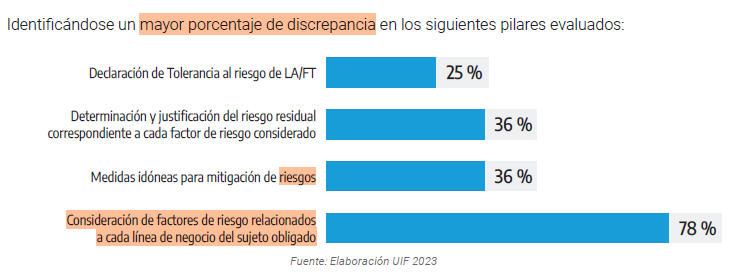 Identificándose un mayor porcentaje de discrepancia en los siguientes pilares evaluados:
Declaración de Tolerancia al riesgo de LA/FT
25 %
Determinación y justificación del riesgo residual
correspondiente a cada factor de riesgo considerado
36 %
Medidas idóneas para mitigación de riesgos
36 %
Consideración de factores de riesgo relacionados
a cada línea de negocio del sujeto obligado
78 %
Fuente: Elaboración UIF 2023